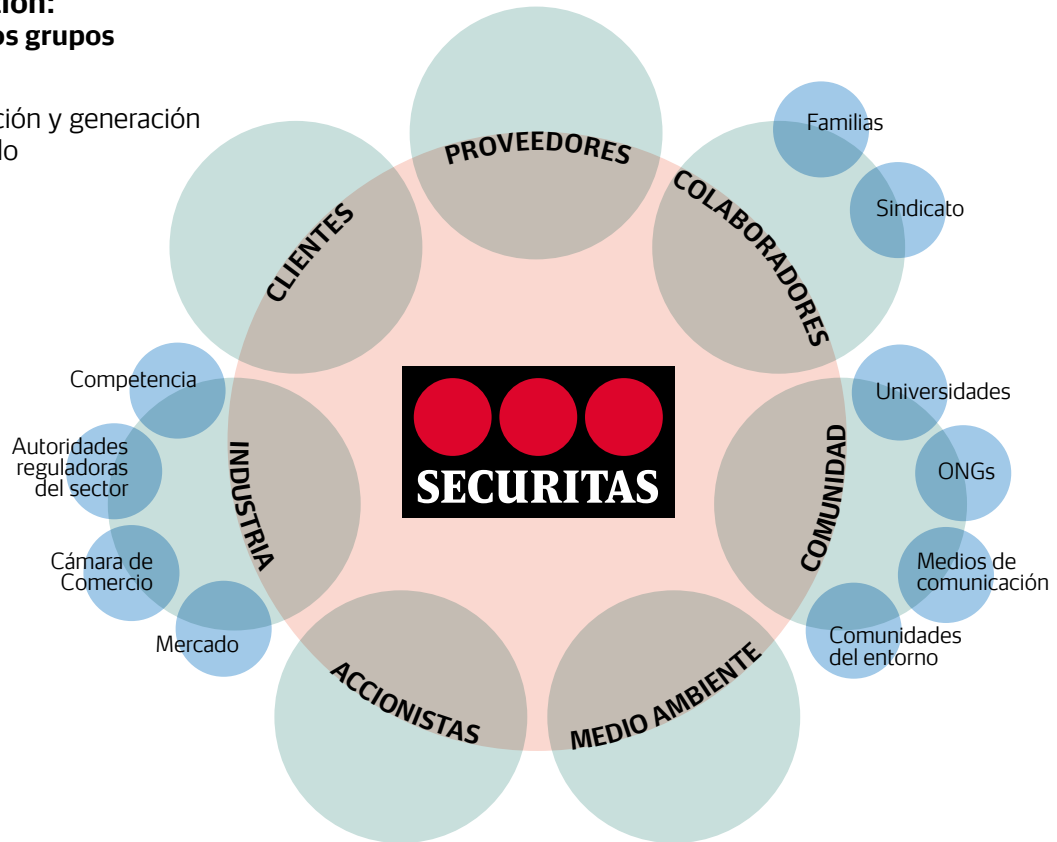 ción:
os grupos
ción y generación
do
PROVEEDORES
Familias
COLABORADORES
Sindicato
CLIENTES
Competencia
Universidades
Autoridades
reguladoras
del sector
INDUSTRIA
SECURITAS
COMUNIDAD
ONGs
Cámara de
Comercio
Medios de
comunicación
Mercado
Comunidades
del entorno
ACCIONISTAS
MEDIO AMBIENTE